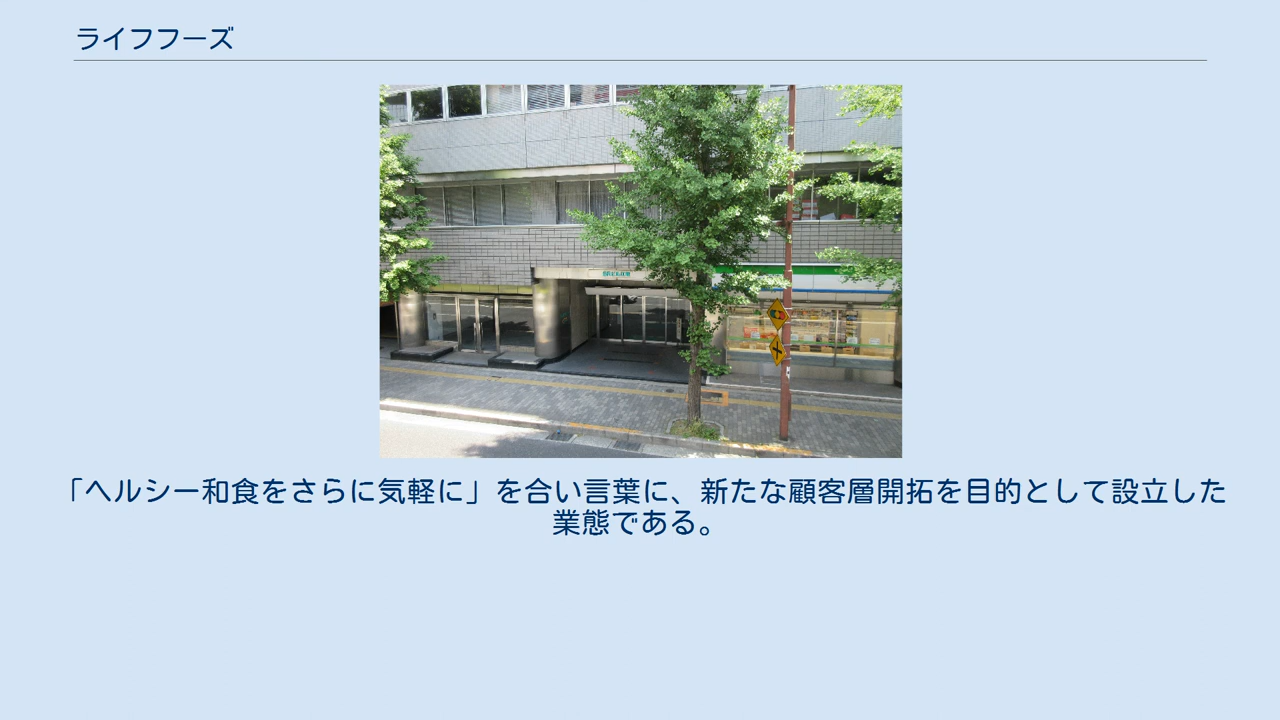 ライフフーズ
「ヘルシー和食をさらに気軽に」を合い言葉に、新たな顧客層開拓を目的として設立した
業態である。